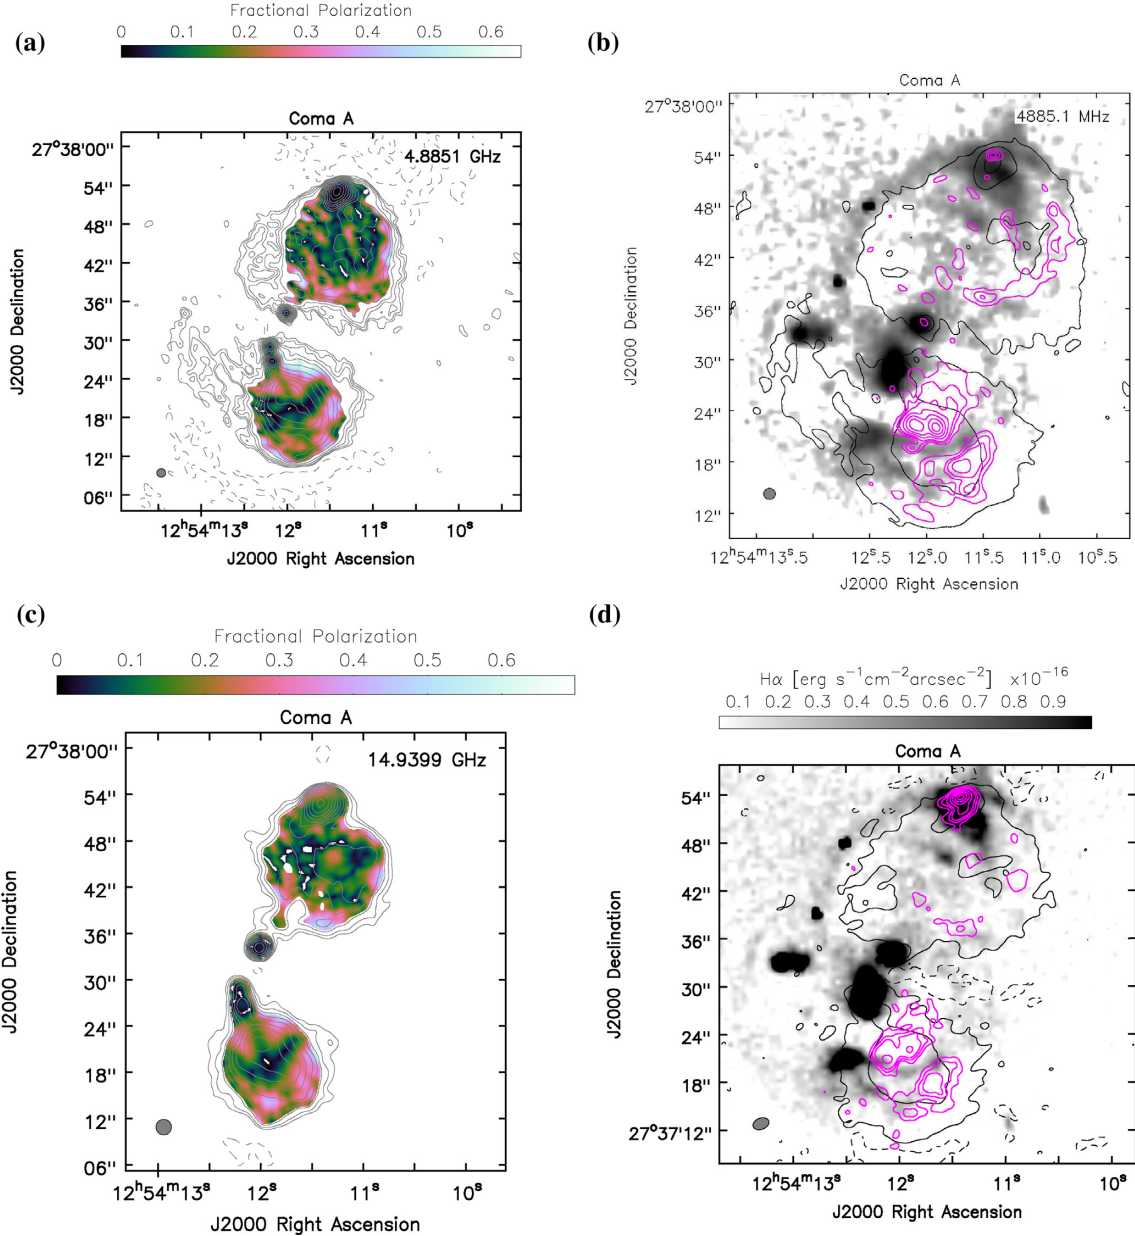 (a)
Fractional Polarization
0 0.1 0.2 0.3 0.4 0.5 0.6
Coma A
4.8851 GHz
27°38'00"
54"
48"
42"
36"
30"
24"
18"
12"
06"
J2000 Declination
12ʰ54ᵐ13ˢ 12ˢ 11ˢ 10ˢ
J2000 Right Ascension
(b)
Coma A
4885.1 MHz
27°38'00"
54"
48"
42"
36"
30"
24"
18"
12"
J2000 Declination
12ʰ54ᵐ13ˢ.5 12ˢ.5 12ˢ.0 11ˢ.5 11ˢ.0 10ˢ.5
J2000 Right Ascension
(c)
Fractional Polarization
0 0.1 0.2 0.3 0.4 0.5 0.6
Coma A
14.9399 GHz
27°38'00"
54"
48"
42"
36"
30"
24"
18"
12"
06"
J2000 Declination
12ʰ54ᵐ13ˢ 12ˢ 11ˢ 10ˢ
J2000 Right Ascension
(d)
Hα [erg s⁻¹cm⁻²arcsec⁻²] x10⁻¹⁶
0.1 0.2 0.3 0.4 0.5 0.6 0.7 0.8 0.9
Coma A
54"
48"
42"
36"
30"
24"
18"
27°37'12"
J2000 Declination
12ʰ54ᵐ13ˢ 12ˢ 11ˢ 10ˢ
J2000 Right Ascension